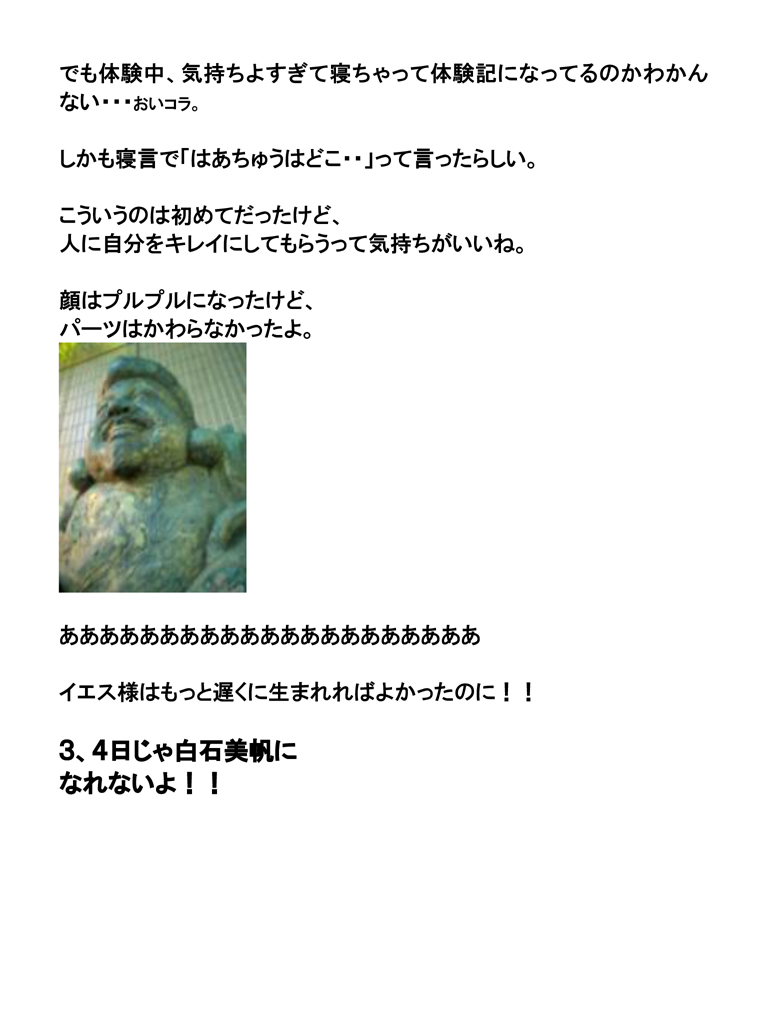 でも体験中、気持ちよすぎて寝ちゃって体験記になってるのかわかん
ない・・・おいコラ。
しかも寝言で「はあちゅうはどこ・・」って言ったらしい。
こういうのは初めてだったけど、
人に自分をキレイにしてもらうって気持ちがいいね。
顔はプルプルになったけど、
パーツはかわらなかったよ。
あああああああああああああああああああああ
イエス様はもっと遅くに生まれればよかったのに！！
３、４日じゃ白石美帆に
なれないよ！！